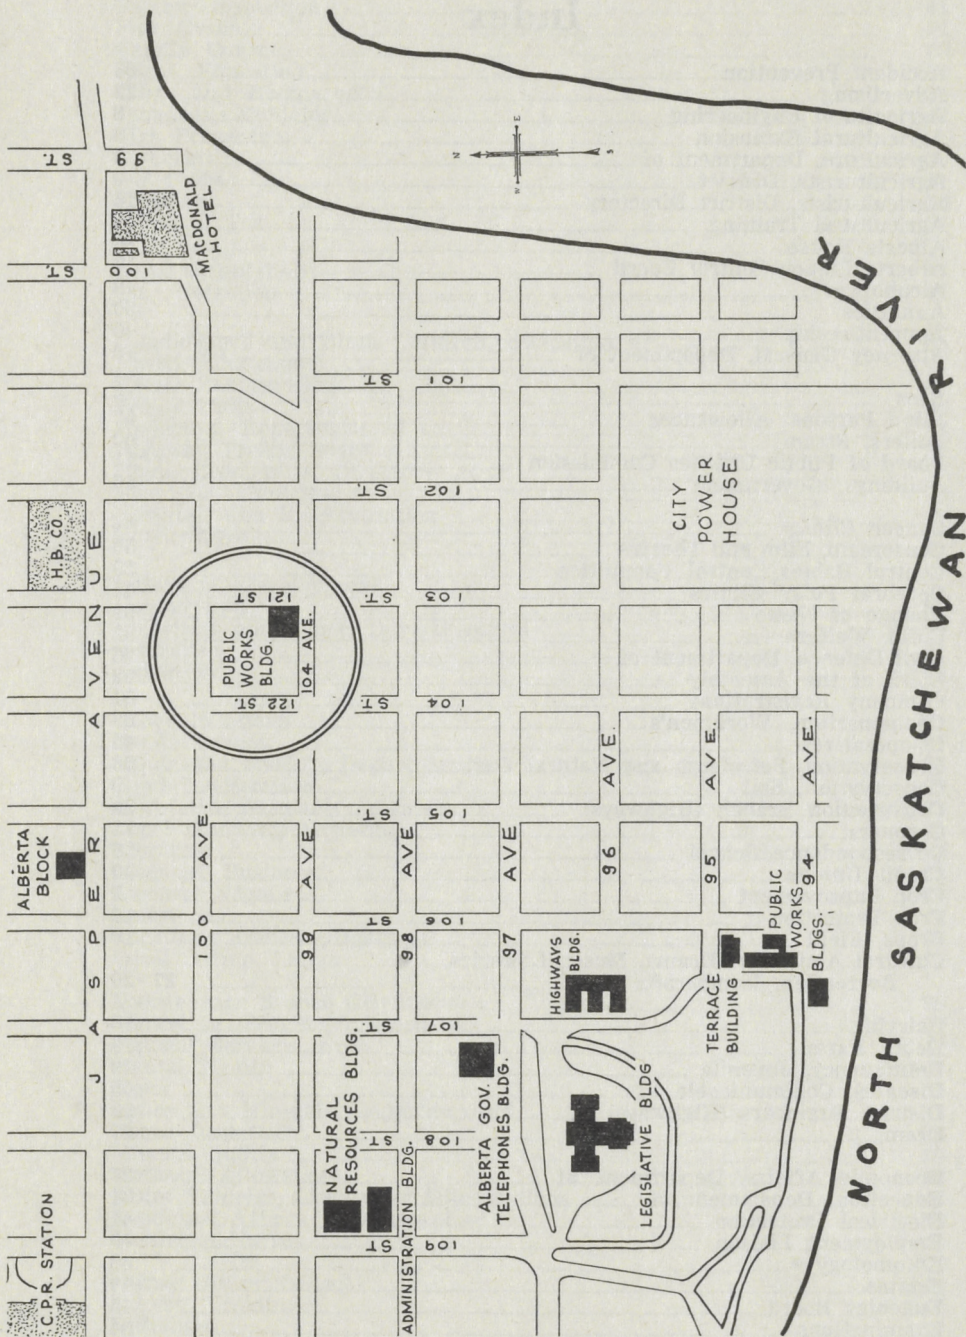 ST.
99
MACDONALD
HOTEL
ST.
100
N
E
W
S
ST.
101
ST.
102
H.B. CO.
CITY
POWER
HOUSE
ST.
103
121 ST.
PUBLIC
WORKS
BLDG.
104 AVE.
122 ST.
ST.
104
ST.
105
ALBERTA
BLOCK
JASPER AVENUE
100 AVE.
99 AVE
98 AVE
97 AVE
96 AVE.
95 AVE.
94 AVE.
ST.
106
HIGHWAYS
BLDG.
TERRACE
BUILDING
PUBLIC
WORKS
BLDGS.
ST.
107
NATURAL
RESOURCES BLDG.
ST.
108
ADMINISTRATION BLDG.
ALBERTA GOV.
TELEPHONES BLDG.
LEGISLATIVE BLDG
ST
109
C.P.R. STATION
NORTH SASKATCHEWAN RIVER